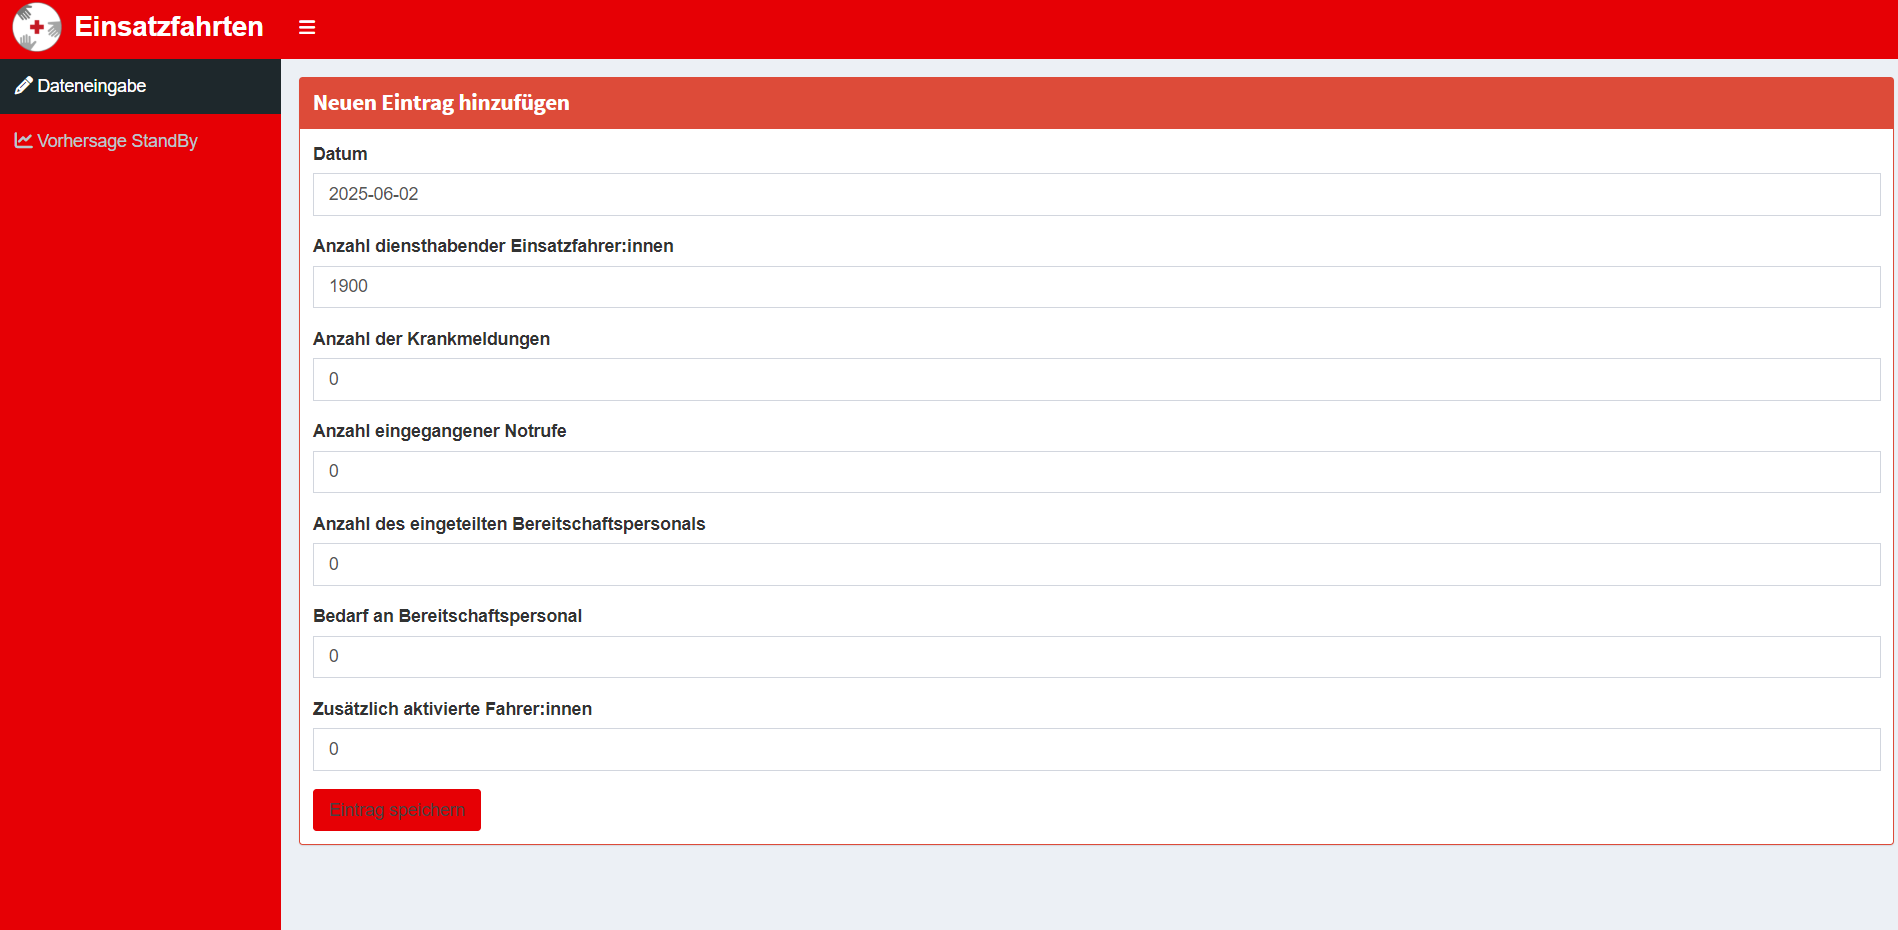 Einsatzfahrten
Dateneingabe
Vorhersage StandBy
Neuen Eintrag hinzufügen
Datum
2025-06-02
Anzahl diensthabender Einsatzfahrer:innen
1900
Anzahl der Krankmeldungen
0
Anzahl eingegangener Notrufe
0
Anzahl des eingeteilten Bereitschaftspersonals
0
Bedarf an Bereitschaftspersonal
0
Zusätzlich aktivierte Fahrer:innen
0
Eintrag speichern